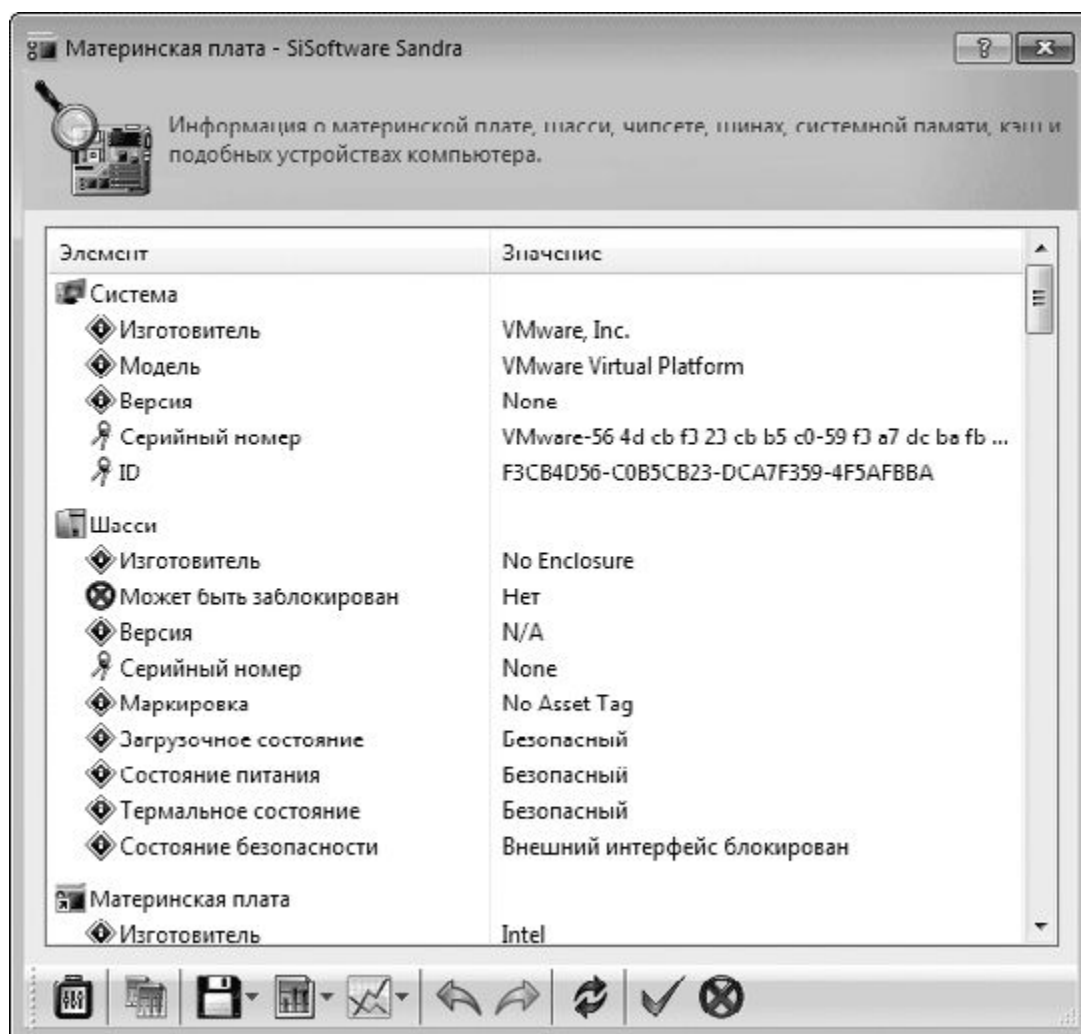 Материнская плата - SiSoftware Sandra
Информация о материнской плате, шасси, чипсете, шинах, системной памяти, кэш и
подобных устройствах компьютера.
Элемент Значение
Система
Изготовитель VMware, Inc.
Модель VMware Virtual Platform
Версия None
Серийный номер VMware-56 4d cb f3 23 cb b5 c0-59 f3 a7 dc ba fb ...
ID F3CB4D56-C0B5CB23-DCA7F359-4F5AFBBA
Шасси
Изготовитель No Enclosure
Может быть заблокирован Нет
Версия N/A
Серийный номер None
Маркировка No Asset Tag
Загрузочное состояние Безопасный
Состояние питания Безопасный
Термальное состояние Безопасный
Состояние безопасности Внешний интерфейс блокирован
Материнская плата
Изготовитель Intel